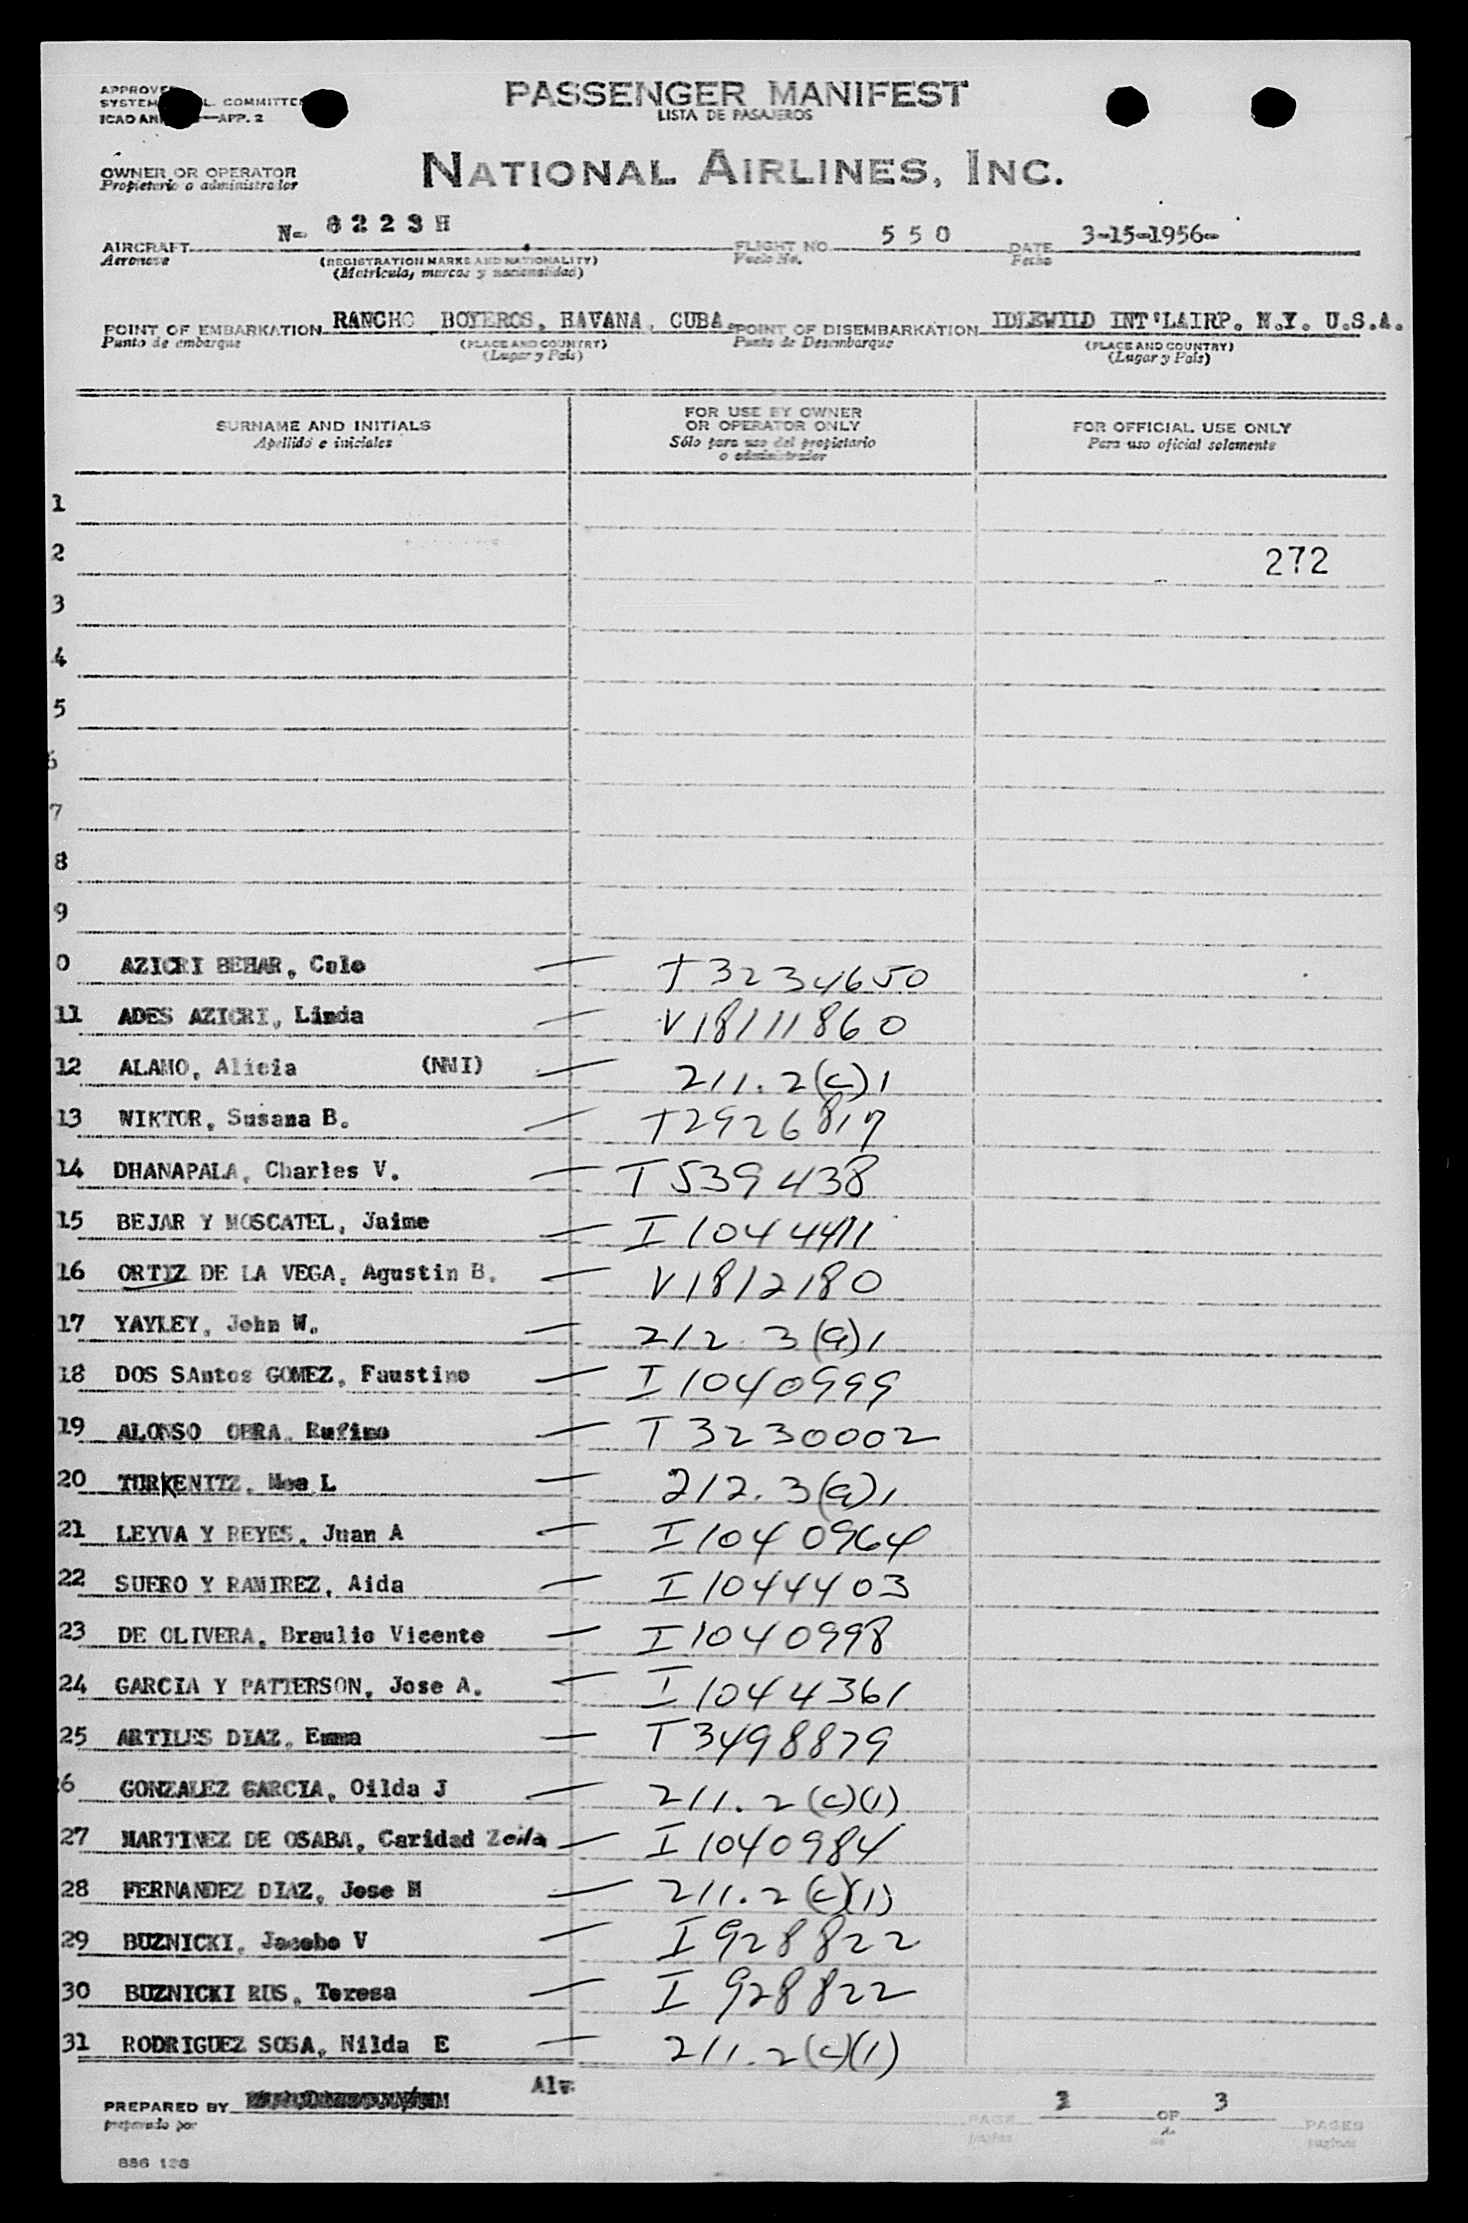 PASSENGER MANIFEST
LISTA DE PASAJEROS
L. COMMITTEE
ICAO AN —APP. 2
OWNER OR OPERATOR NATIONAL AIRLINES, INC.
Propietario o administrador
AIRCRAFT N- 8223H FLIGHT NO. 550 DATE 3-15-1956-
Aeronave (REGISTRATION MARKS AND NATIONALITY) Vuelo No. Fecha
(Matricula, marcas y nacionalidad)
POINT OF EMBARKATION RANCHO BOYEROS, HAVANA, CUBA. POINT OF DISEMBARKATION IDLEWILD INT'LAIRP. N.Y. U.S.A.
Punto de embarque (PLACE AND COUNTRY) Punto de Desembarque (PLACE AND COUNTRY)
(Lugar y País) (Lugar y País)
SURNAME AND INITIALS FOR USE BY OWNER OR OPERATOR ONLY FOR OFFICIAL USE ONLY
Apellido e iniciales Sólo para uso del propietario o administrador Para uso oficial solamente
1
2 272
3
4
5
6
7
8
9
0 AZICRI BEHAR, Cele — T3234650
11 ADES AZICRI, Linda — V18111860
12 ALAMO, Alicia (NNI) — 211.2(c)1
13 WIKTOR, Susana B. — T2926817
14 DHANAPALA, Charles V. — T539438
15 BEJAR Y MOSCATEL, Jaime — I1044411
16 ORTIZ DE LA VEGA, Agustin B. — V1812180
17 YAYLEY, John W. — 212.3(a)1
18 DOS SAntos GOMEZ, Faustino — I1040999
19 ALONSO OBRA, Rufino — T3230002
20 TURKENITZ, Moe L — 212.3(a)1
21 LEYVA Y REYES, Juan A — I1040964
22 SUERO Y RAMIREZ, Aida — I1044403
23 DE OLIVERA, Braulio Vicente — I1040998
24 GARCIA Y PATTERSON, Jose A. — I1044361
25 ARTILES DIAZ, Emma — T3498879
26 GONZALEZ GARCIA, Oilda J — 211.2(c)(1)
27 MARTINEZ DE OSABA, Caridad Zeila — I1040984
28 FERNANDEZ DIAZ, Jose M — 211.2(c)(1)
29 BUZNICKI, Jacobo V — I928822
30 BUZNICKI RUS, Teresa — I928822
31 RODRIGUEZ SOSA, Nilda E — 211.2(c)(1)
PREPARED BY Alv. PAGE 2 OF 3 PAGES
preparado por página de páginas